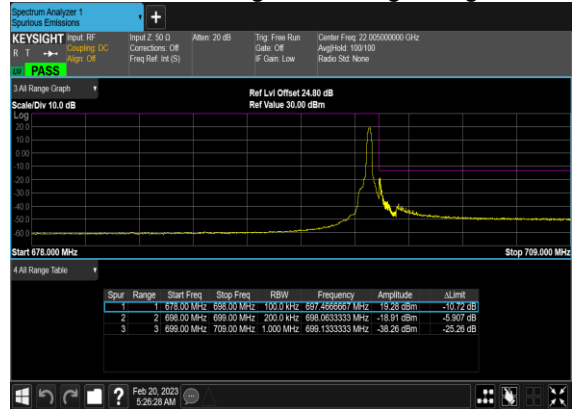 Spectrum Analyzer 1
Spurious Emissions
+
KEYSIGHT Input: RF Input Z: 50 Ω Atten: 20 dB Trig: Free Run Center Freq: 22.005000000 GHz
R T Coupling: DC Corrections: Off Gate: Off Avg|Hold: 100/100
Align: Off Freq Ref: Int (S) IF Gain: Low Radio Std: None
PASS
3 All Range Graph
Ref Lvl Offset 24.80 dB
Scale/Div 10.0 dB Ref Value 30.00 dBm
Log
20.0
10.0
0.00
-10.0
-20.0
-30.0
-40.0
-50.0
-60.0
Start 678.000 MHz Stop 709.000 MHz
4 All Range Table
Spur Range Start Freq Stop Freq RBW Frequency Amplitude ΔLimit
1 1 678.00 MHz 698.00 MHz 100.0 kHz 697.4666667 MHz 19.28 dBm -10.72 dB
2 2 698.00 MHz 699.00 MHz 200.0 kHz 698.0633333 MHz -18.91 dBm -5.907 dB
3 3 699.00 MHz 709.00 MHz 1.000 MHz 699.1333333 MHz -38.26 dBm -25.26 dB
? Feb 20, 2023
5:26:28 AM